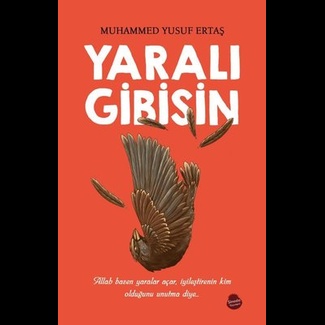 MUHAMMED YUSUF ERTAŞ
YARALI
GİBİSİN
Allah bazen yaralar açar, iyileştirenin kim
olduğunu unutma diye...